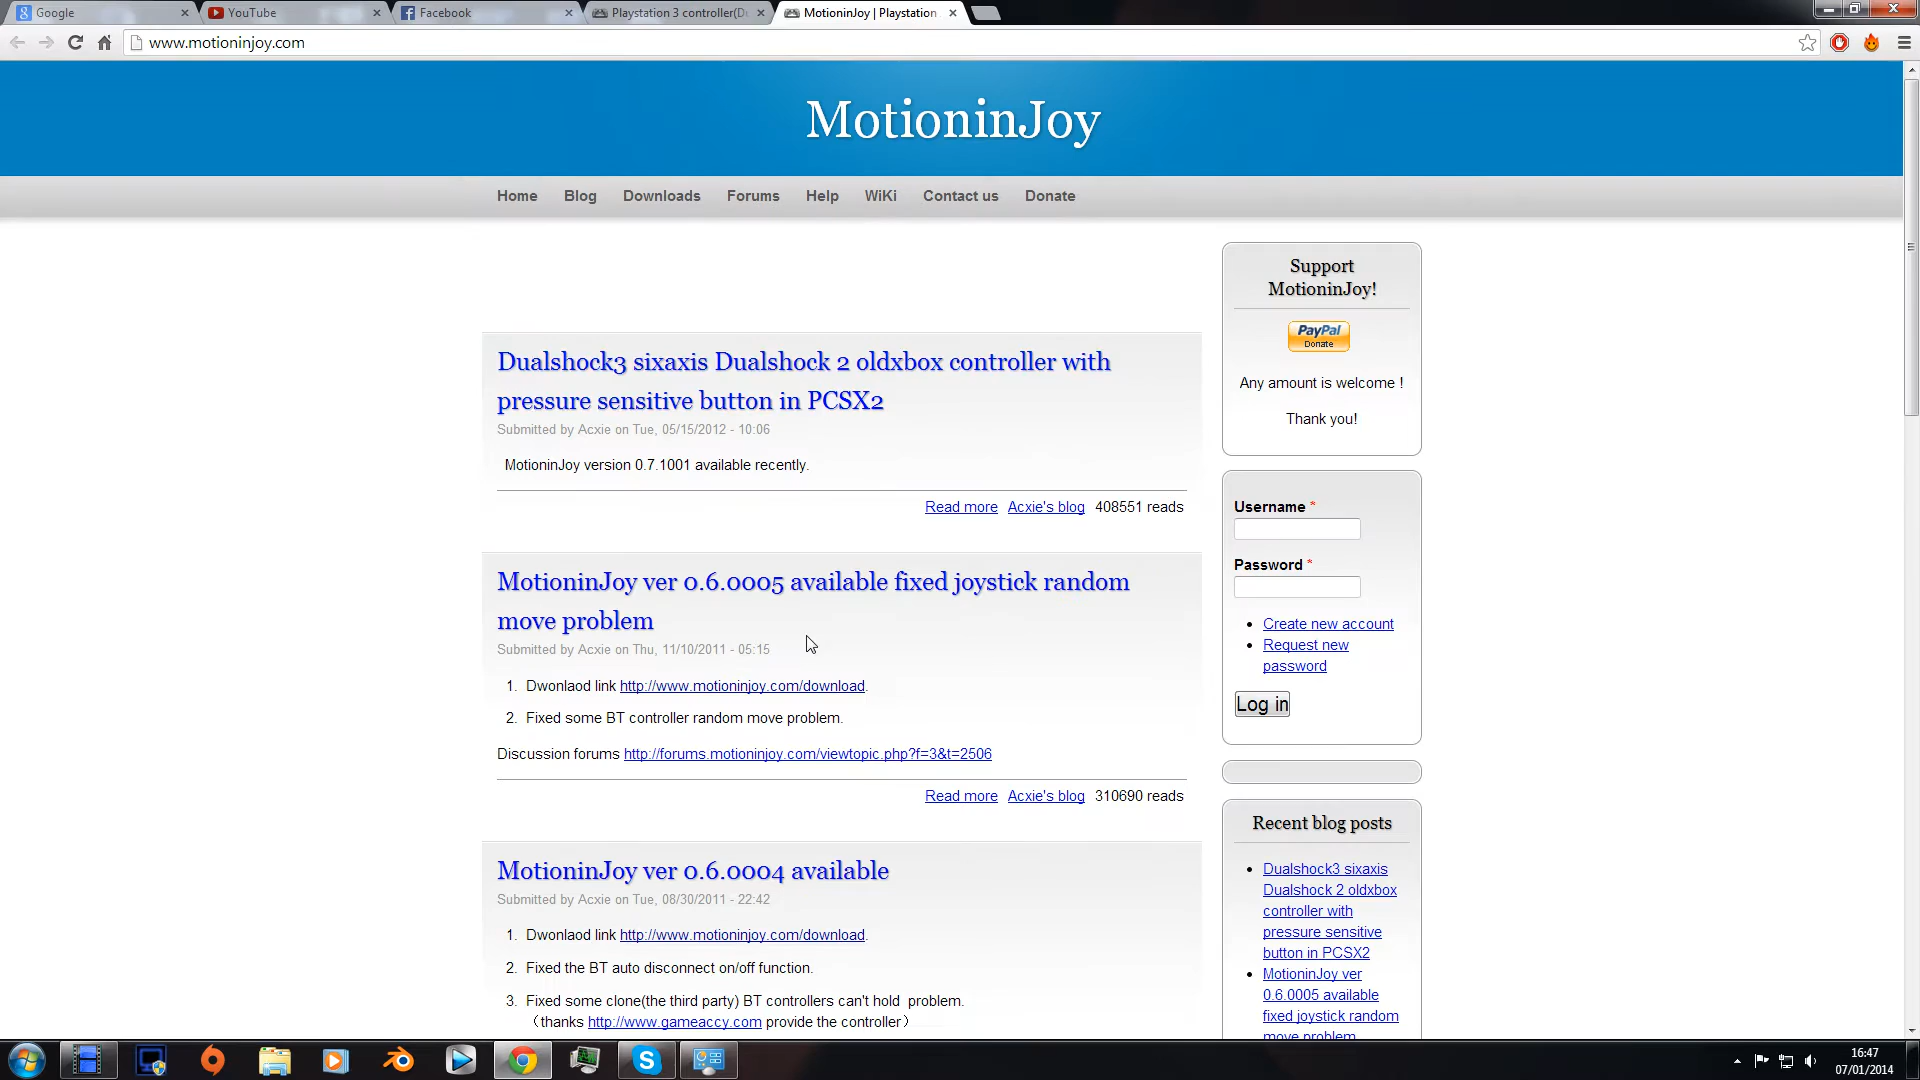 Google
YouTube
Facebook
Playstation 3 controller(Du
MotioninJoy | Playstation
www.motioninjoy.com
MotioninJoy
Home Blog Downloads Forums Help WiKi Contact us Donate
Dualshock3 sixaxis Dualshock 2 oldxbox controller with
pressure sensitive button in PCSX2
Submitted by Acxie on Tue, 05/15/2012 - 10:06
MotioninJoy version 0.7.1001 available recently.
Read more Acxie's blog 408551 reads
MotioninJoy ver 0.6.0005 available fixed joystick random
move problem
Submitted by Acxie on Thu, 11/10/2011 - 05:15
1. Dwonlaod link http://www.motioninjoy.com/download.
2. Fixed some BT controller random move problem.
Discussion forums http://forums.motioninjoy.com/viewtopic.php?f=3&t=2506
Read more Acxie's blog 310690 reads
MotioninJoy ver 0.6.0004 available
Submitted by Acxie on Tue, 08/30/2011 - 22:42
1. Dwonlaod link http://www.motioninjoy.com/download.
2. Fixed the BT auto disconnect on/off function.
3. Fixed some clone(the third party) BT controllers can't hold problem.
（thanks http://www.gameaccy.com provide the controller）
Support
MotioninJoy!
PayPal
Donate
Any amount is welcome !
Thank you!
Username *
Password *
Create new account
Request new
password
Log in
Recent blog posts
Dualshock3 sixaxis
Dualshock 2 oldxbox
controller with
pressure sensitive
button in PCSX2
MotioninJoy ver
0.6.0005 available
fixed joystick random
move problem
16:47
07/01/2014